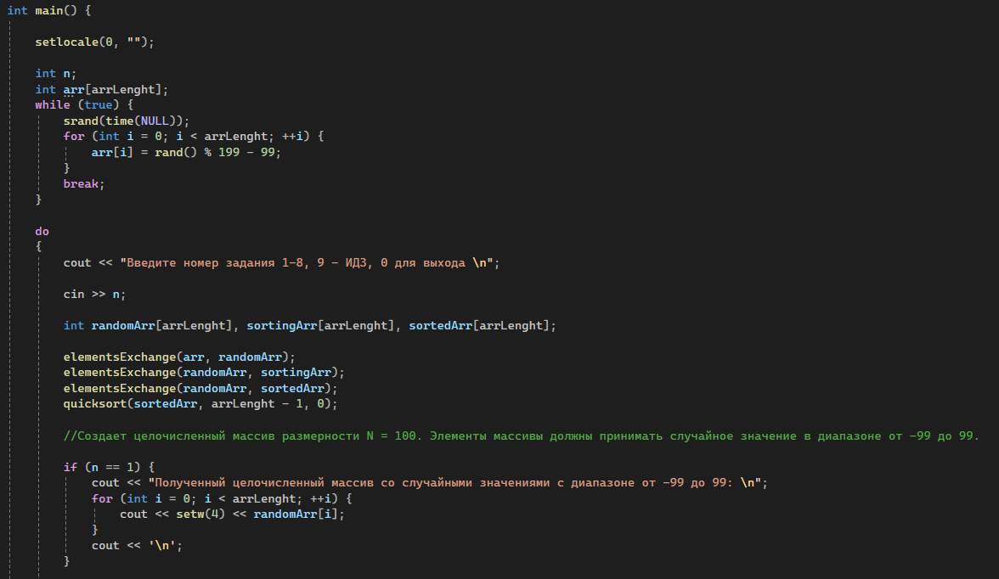 int main() {
setlocale(0, "");
int n;
int arr[arrLenght];
while (true) {
srand(time(NULL));
for (int i = 0; i < arrLenght; ++i) {
arr[i] = rand() % 199 - 99;
}
break;
}
do
{
cout << "Введите номер задания 1-8, 9 - ИДЗ, 0 для выхода \n";
cin >> n;
int randomArr[arrLenght], sortingArr[arrLenght], sortedArr[arrLenght];
elementsExchange(arr, randomArr);
elementsExchange(randomArr, sortingArr);
elementsExchange(randomArr, sortedArr);
quicksort(sortedArr, arrLenght - 1, 0);
//Создает целочисленный массив размерности N = 100. Элементы массивы должны принимать случайное значение в диапазоне от -99 до 99.
if (n == 1) {
cout << "Полученный целочисленный массив со случайными значениями с диапазоне от -99 до 99: \n";
for (int i = 0; i < arrLenght; ++i) {
cout << setw(4) << randomArr[i];
}
cout << '\n';
}